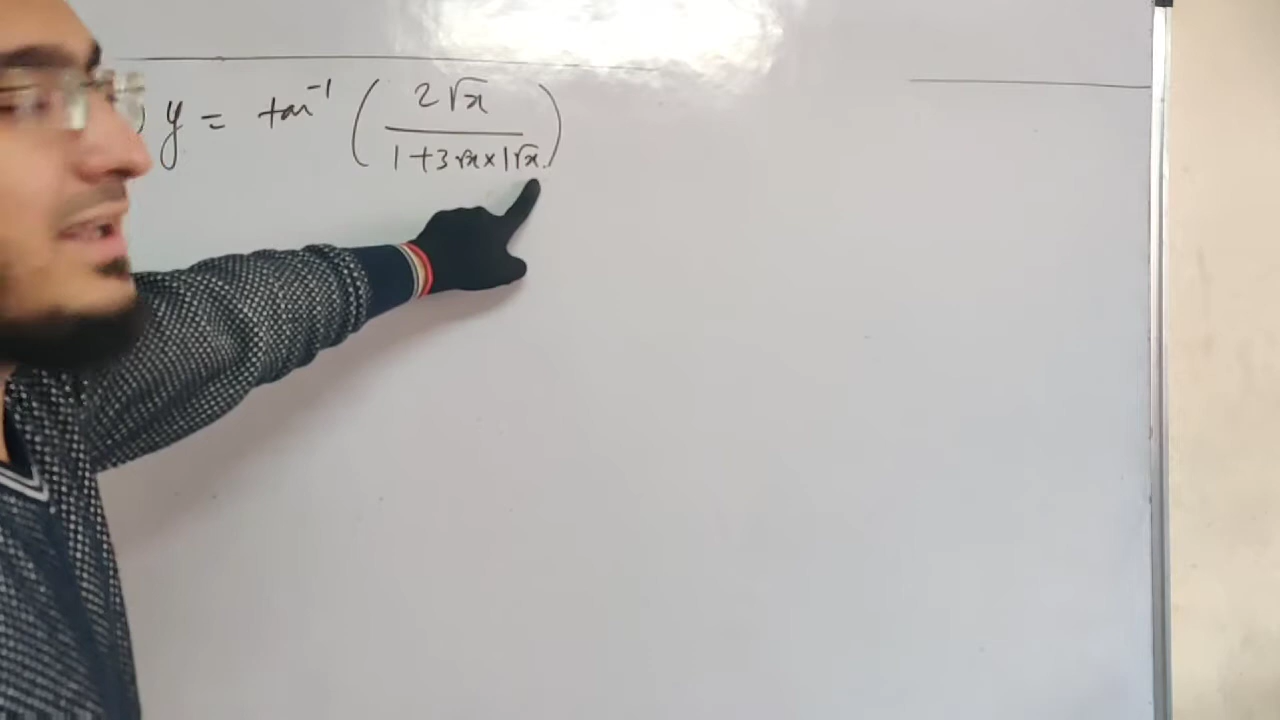 ) y = tan⁻¹ ( 2√x / 1+3√x×1√x )